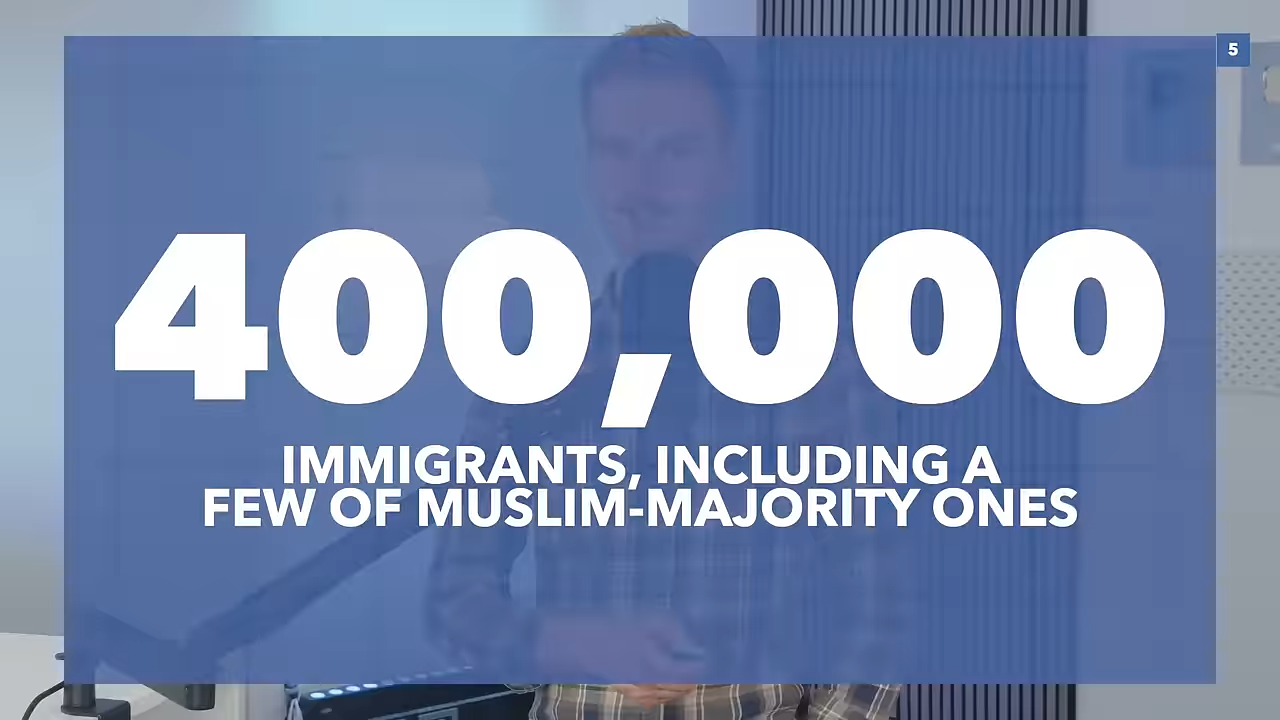 5
400,000
IMMIGRANTS, INCLUDING A
FEW OF MUSLIM-MAJORITY ONES